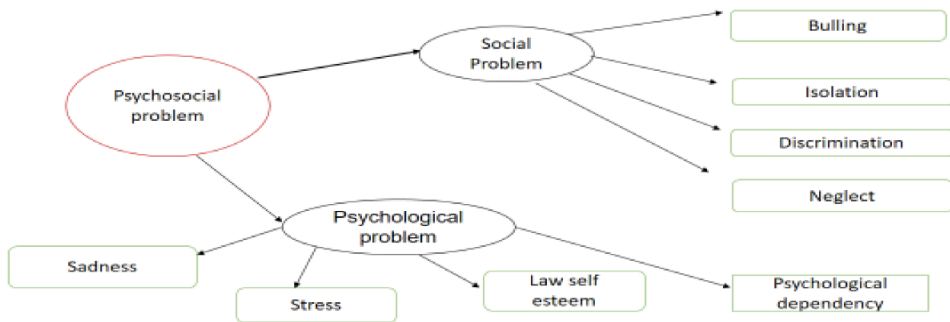 Bulling
Social
Problem
Psychosocial
problem
Isolation
Discrimination
Neglect
Psychological
problem
Sadness
Stress
Law self
esteem
Psychological
dependency